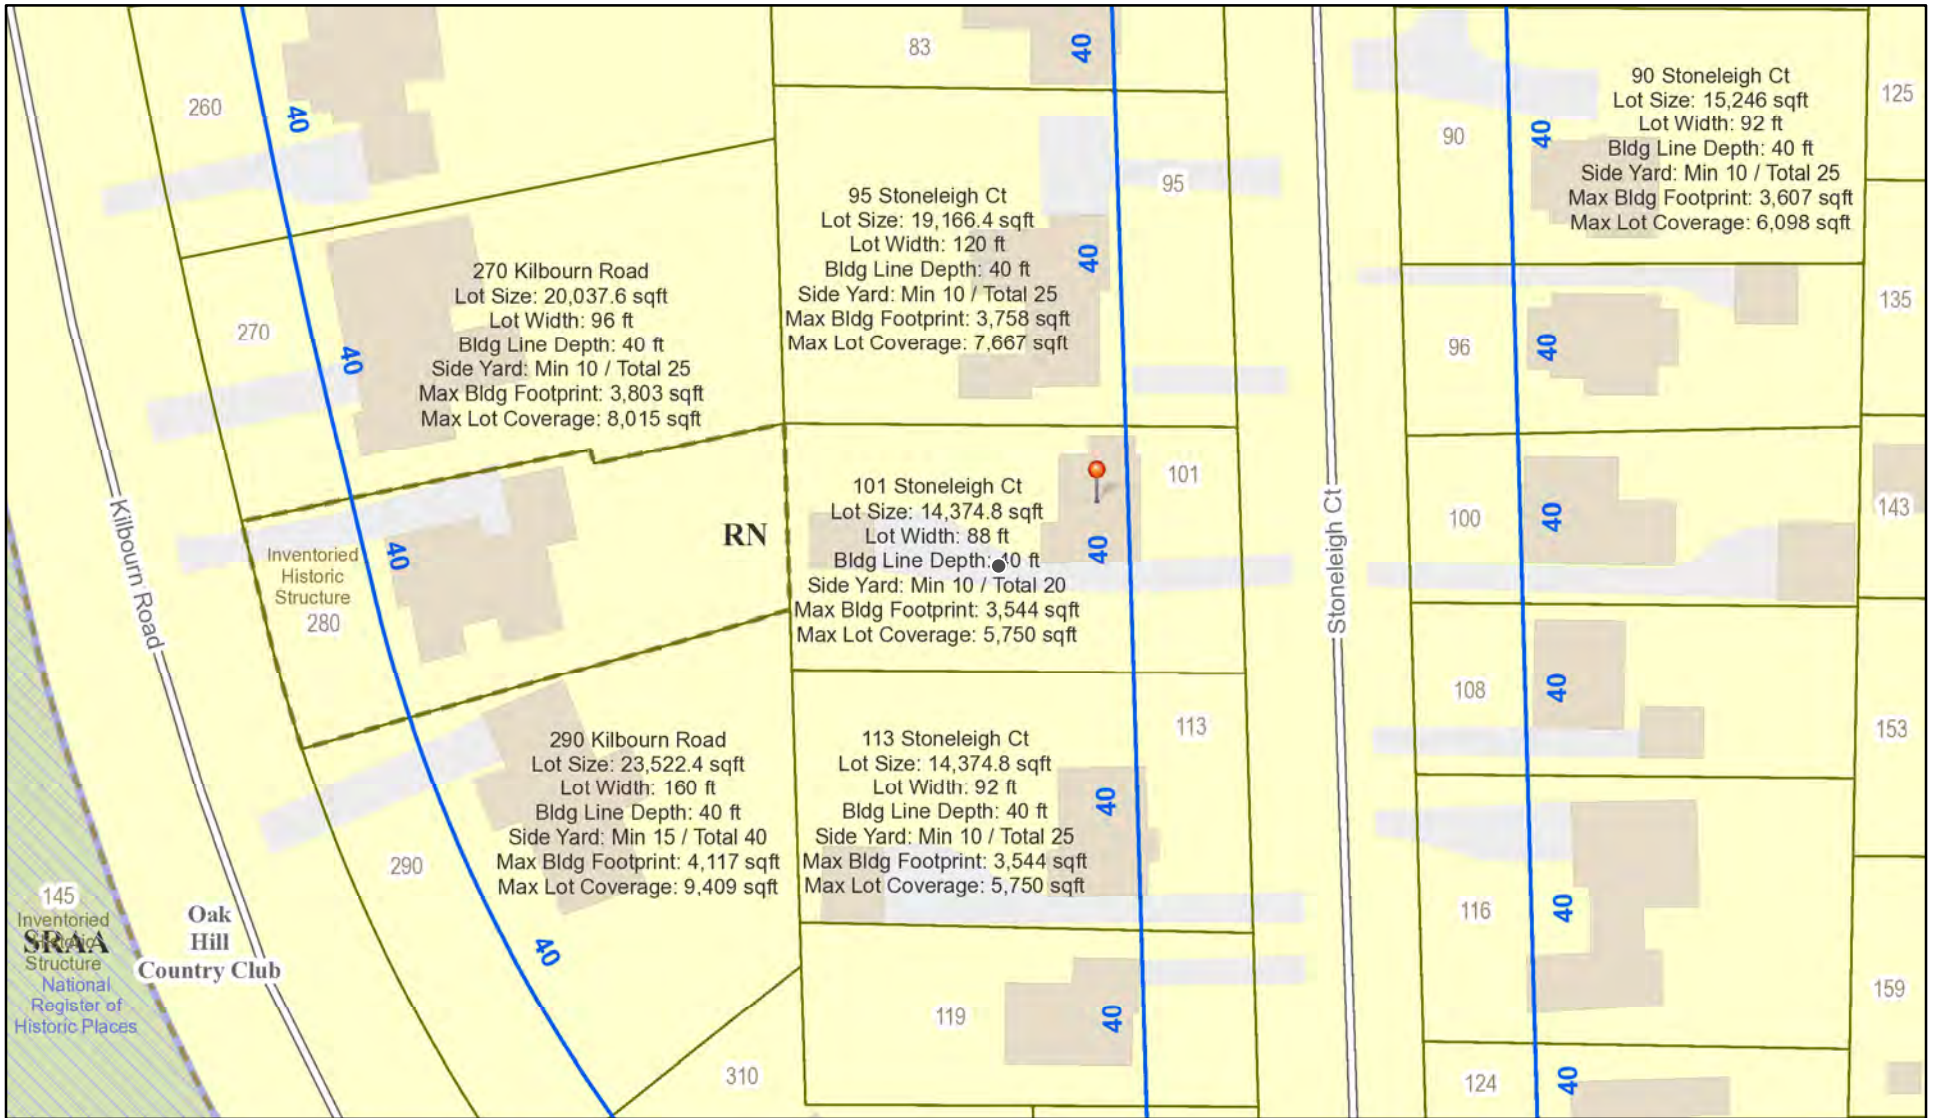 83
40
260
40
90
40
90 Stoneleigh Ct
Lot Size: 15,246 sqft
Lot Width: 92 ft
Bldg Line Depth: 40 ft
Side Yard: Min 10 / Total 25
Max Bldg Footprint: 3,607 sqft
Max Lot Coverage: 6,098 sqft
125
95
95 Stoneleigh Ct
Lot Size: 19,166.4 sqft
Lot Width: 120 ft
Bldg Line Depth: 40 ft
Side Yard: Min 10 / Total 25
Max Bldg Footprint: 3,758 sqft
Max Lot Coverage: 7,667 sqft
40
270
40
270 Kilbourn Road
Lot Size: 20,037.6 sqft
Lot Width: 96 ft
Bldg Line Depth: 40 ft
Side Yard: Min 10 / Total 25
Max Bldg Footprint: 3,803 sqft
Max Lot Coverage: 8,015 sqft
96
40
135
101 Stoneleigh Ct
Lot Size: 14,374.8 sqft
Lot Width: 88 ft
Bldg Line Depth: 40 ft
Side Yard: Min 10 / Total 20
Max Bldg Footprint: 3,544 sqft
Max Lot Coverage: 5,750 sqft
40
101
RN
Kilbourn Road
Stoneleigh Ct
Inventoried
Historic
Structure
280
40
100
40
143
108
40
153
290 Kilbourn Road
Lot Size: 23,522.4 sqft
Lot Width: 160 ft
Bldg Line Depth: 40 ft
Side Yard: Min 15 / Total 40
Max Bldg Footprint: 4,117 sqft
Max Lot Coverage: 9,409 sqft
290
40
113 Stoneleigh Ct
Lot Size: 14,374.8 sqft
Lot Width: 92 ft
Bldg Line Depth: 40 ft
Side Yard: Min 10 / Total 25
Max Bldg Footprint: 3,544 sqft
Max Lot Coverage: 5,750 sqft
40
113
116
40
159
145
Inventoried
Historic
Structure
SRAA
National
Register of
Historic Places
Oak
Hill
Country Club
119
40
310
124
40